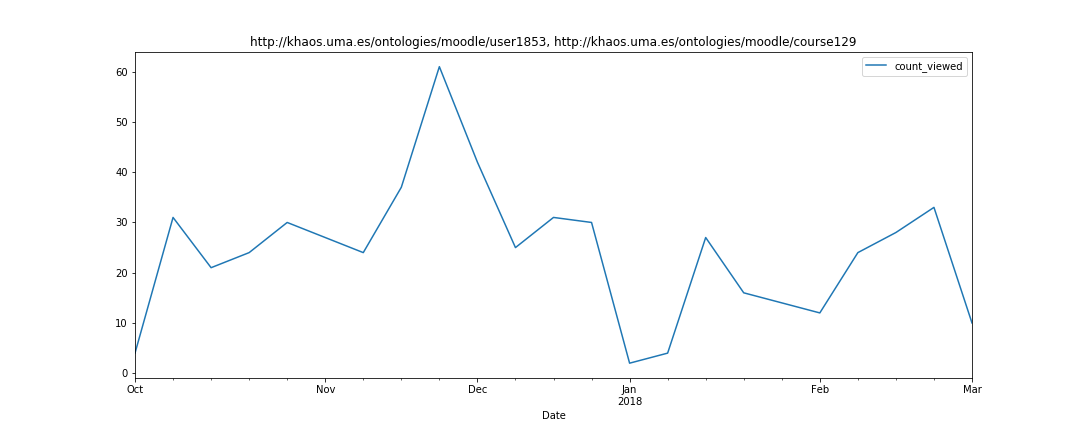 http://khaos.uma.es/ontologies/moodle/user1853, http://khaos.uma.es/ontologies/moodle/course129
count_viewed
60
50
40
30
20
10
0
Oct Nov Dec Jan Feb Mar
2018
Date